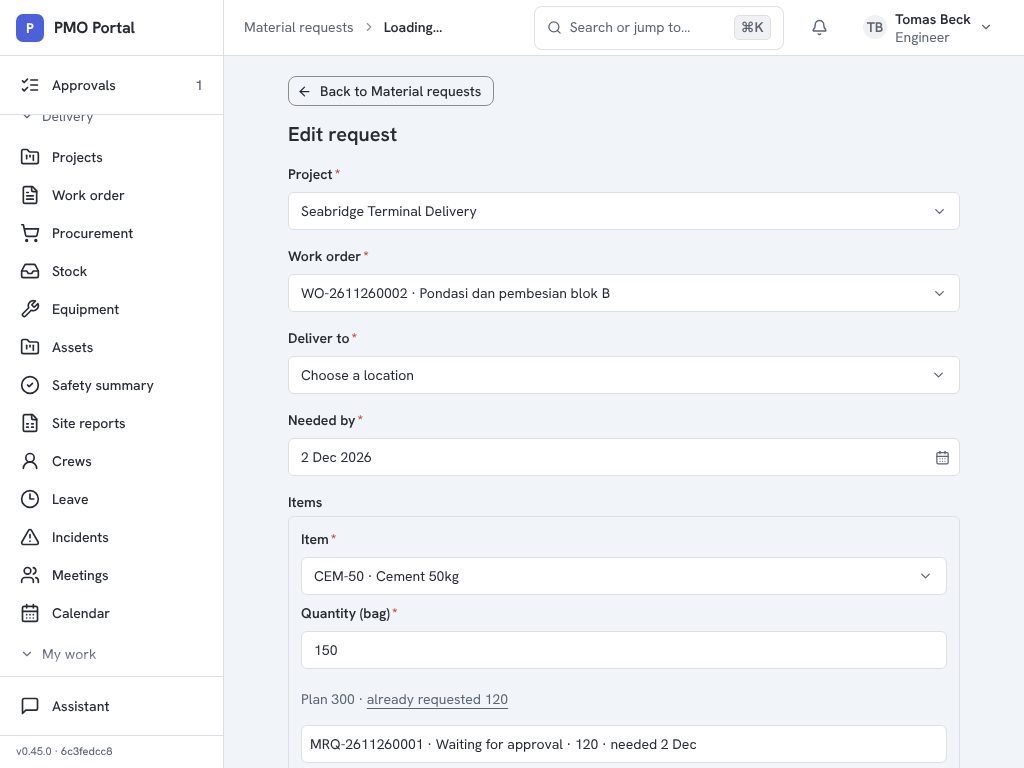 P PMO Portal
Material requests > Loading...
Search or jump to... ⌘K
TB Tomas Beck
Engineer
Approvals 1
Delivery
Projects
Work order
Procurement
Stock
Equipment
Assets
Safety summary
Site reports
Crews
Leave
Incidents
Meetings
Calendar
My work
Assistant
v0.45.0 · 6c3fedcc8
Back to Material requests
Edit request
Project *
Seabridge Terminal Delivery
Work order *
WO-2611260002 · Pondasi dan pembesian blok B
Deliver to *
Choose a location
Needed by *
2 Dec 2026
Items
Item *
CEM-50 · Cement 50kg
Quantity (bag) *
150
Plan 300 · already requested 120
MRQ-2611260001 · Waiting for approval · 120 · needed 2 Dec